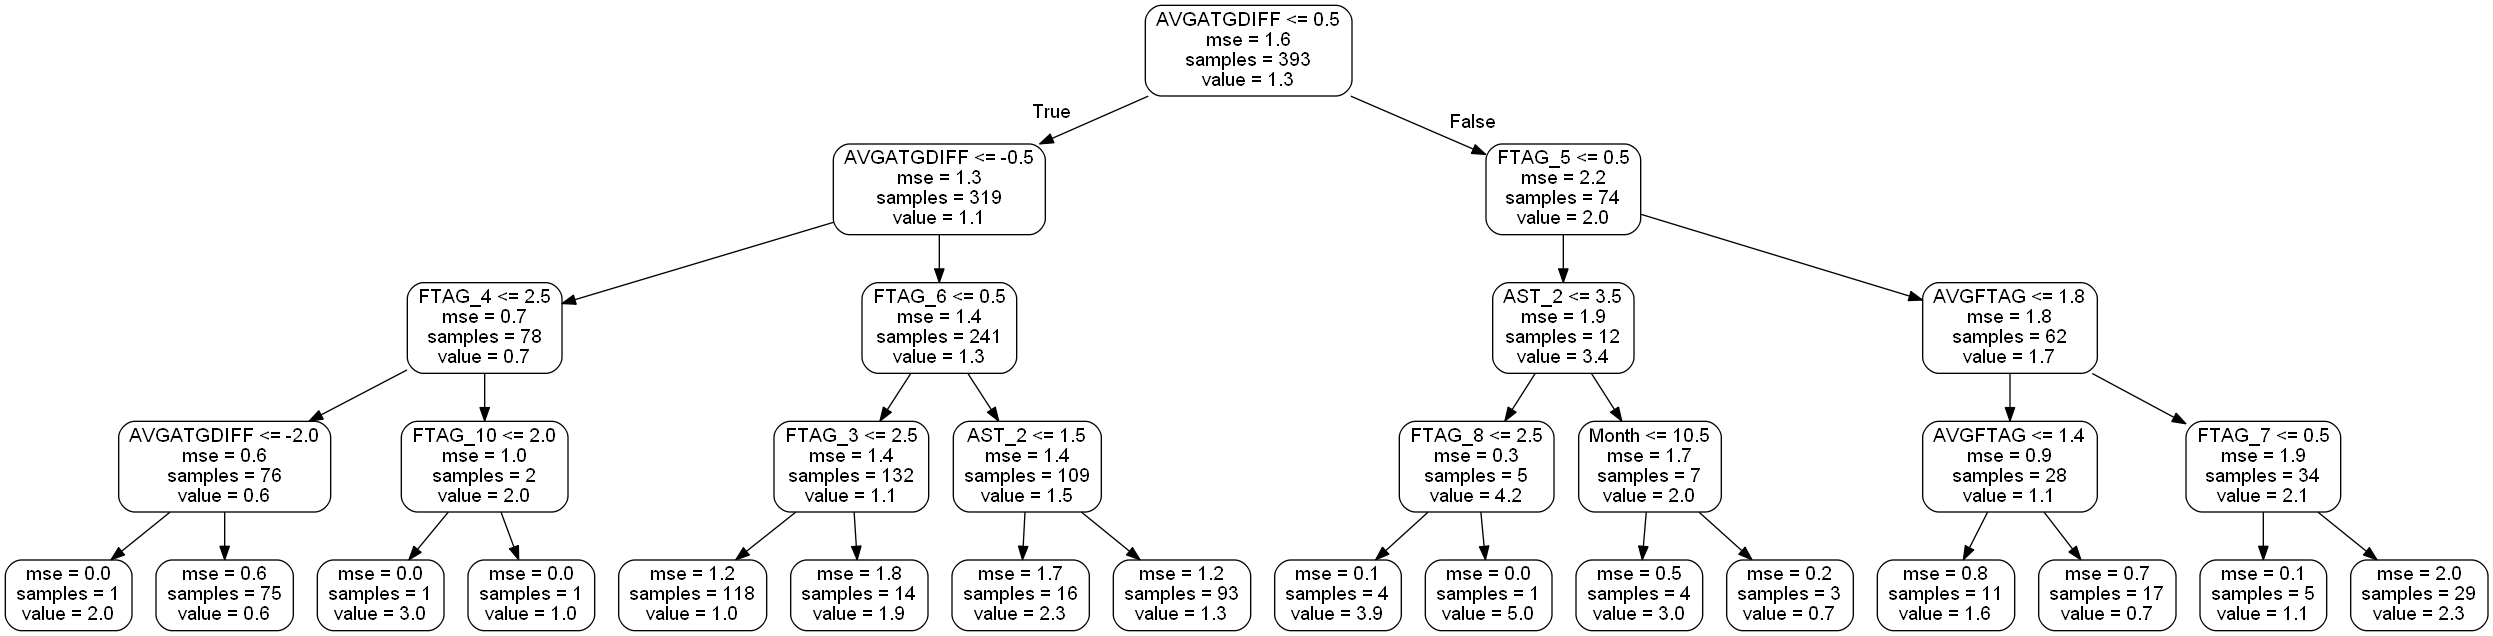 AVGATGDIFF <= 0.5
mse = 1.6
samples = 393
value = 1.3
True
False
AVGATGDIFF <= -0.5
mse = 1.3
samples = 319
value = 1.1
FTAG_5 <= 0.5
mse = 2.2
samples = 74
value = 2.0
FTAG_4 <= 2.5
mse = 0.7
samples = 78
value = 0.7
FTAG_6 <= 0.5
mse = 1.4
samples = 241
value = 1.3
AST_2 <= 3.5
mse = 1.9
samples = 12
value = 3.4
AVGFTAG <= 1.8
mse = 1.8
samples = 62
value = 1.7
AVGATGDIFF <= -2.0
mse = 0.6
samples = 76
value = 0.6
FTAG_10 <= 2.0
mse = 1.0
samples = 2
value = 2.0
FTAG_3 <= 2.5
mse = 1.4
samples = 132
value = 1.1
AST_2 <= 1.5
mse = 1.4
samples = 109
value = 1.5
FTAG_8 <= 2.5
mse = 0.3
samples = 5
value = 4.2
Month <= 10.5
mse = 1.7
samples = 7
value = 2.0
AVGFTAG <= 1.4
mse = 0.9
samples = 28
value = 1.1
FTAG_7 <= 0.5
mse = 1.9
samples = 34
value = 2.1
mse = 0.0
samples = 1
value = 2.0
mse = 0.6
samples = 75
value = 0.6
mse = 0.0
samples = 1
value = 3.0
mse = 0.0
samples = 1
value = 1.0
mse = 1.2
samples = 118
value = 1.0
mse = 1.8
samples = 14
value = 1.9
mse = 1.7
samples = 16
value = 2.3
mse = 1.2
samples = 93
value = 1.3
mse = 0.1
samples = 4
value = 3.9
mse = 0.0
samples = 1
value = 5.0
mse = 0.5
samples = 4
value = 3.0
mse = 0.2
samples = 3
value = 0.7
mse = 0.8
samples = 11
value = 1.6
mse = 0.7
samples = 17
value = 0.7
mse = 0.1
samples = 5
value = 1.1
mse = 2.0
samples = 29
value = 2.3